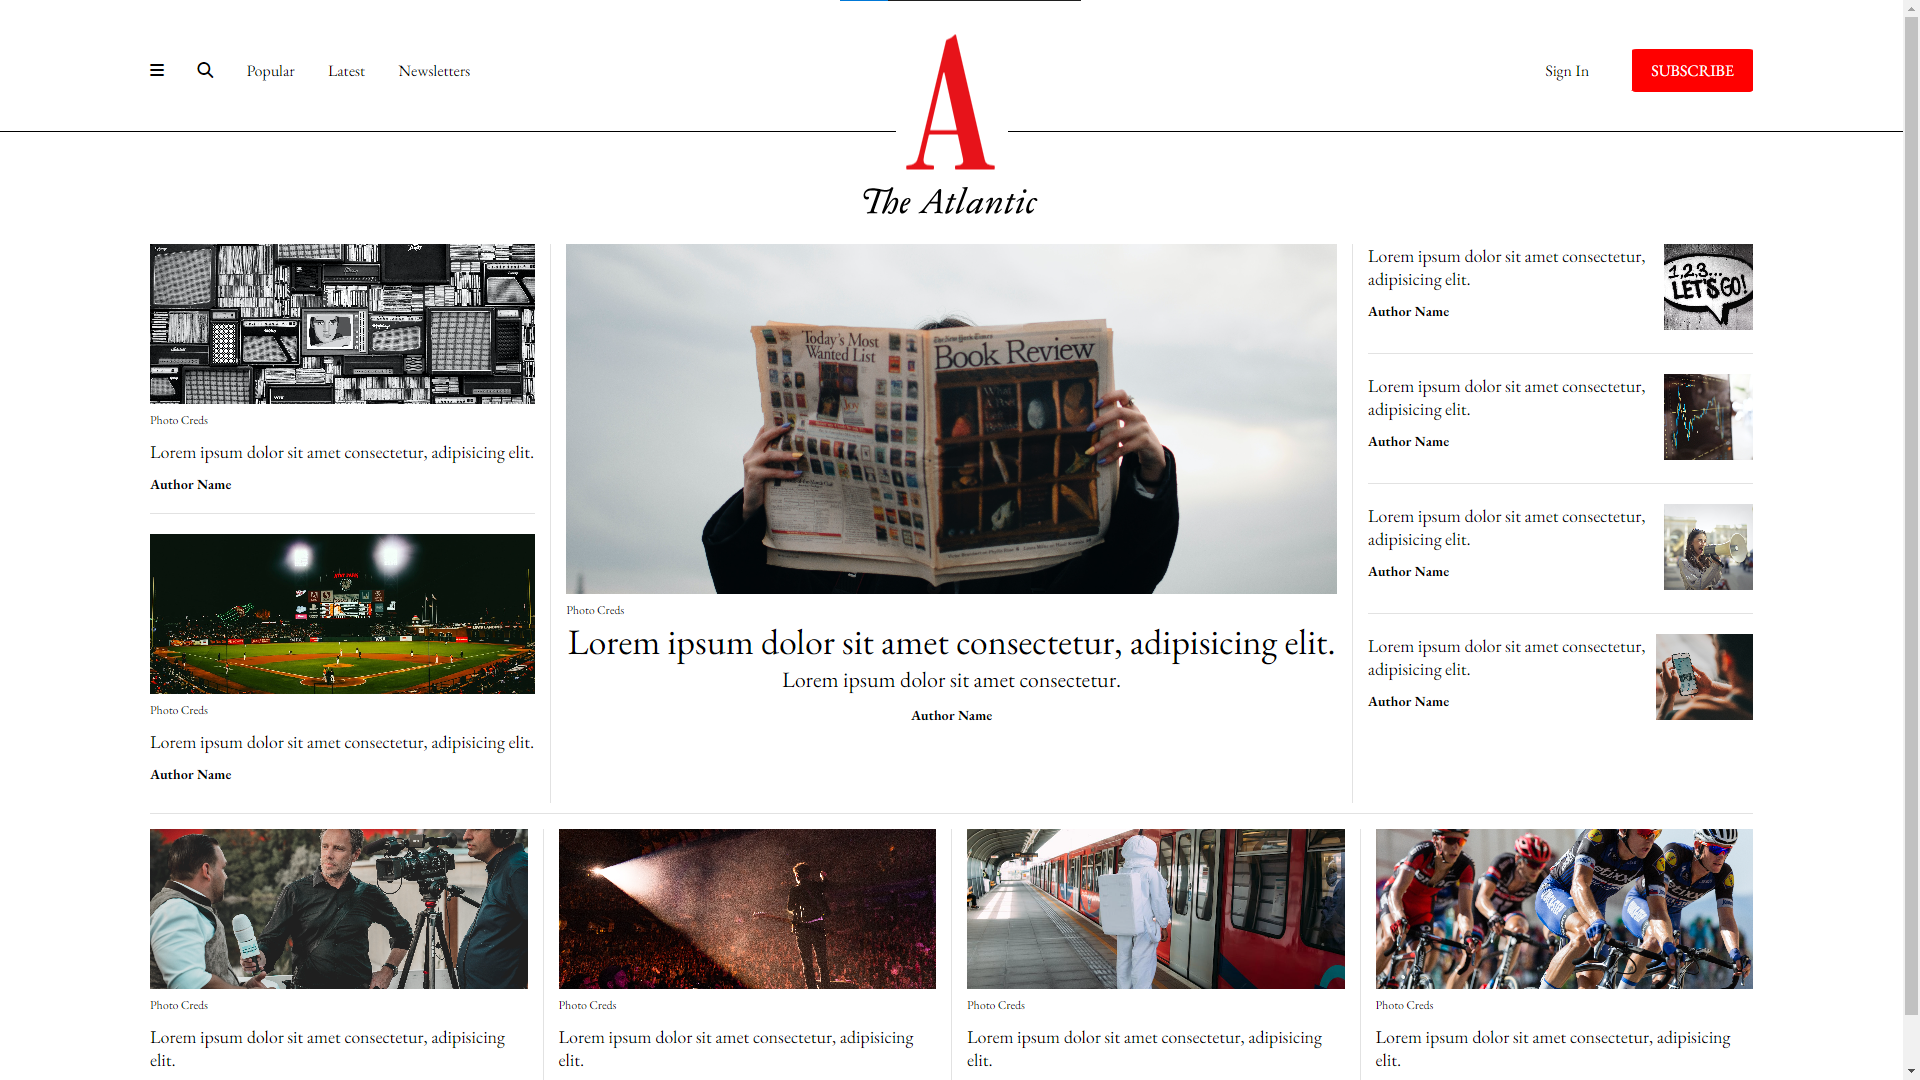 Popular Latest Newsletters
Sign In SUBSCRIBE
A
The Atlantic
Photo Creds
Lorem ipsum dolor sit amet consectetur, adipisicing elit.
Author Name
Photo Creds
Lorem ipsum dolor sit amet consectetur, adipisicing elit.
Author Name
Today's Most
Wanted List
The New York Times
Book Review
Photo Creds
Lorem ipsum dolor sit amet consectetur, adipisicing elit.
Lorem ipsum dolor sit amet consectetur.
Author Name
Lorem ipsum dolor sit amet consectetur,
adipisicing elit.
Author Name
1,2,3...
LET'S GO!
Lorem ipsum dolor sit amet consectetur,
adipisicing elit.
Author Name
Lorem ipsum dolor sit amet consectetur,
adipisicing elit.
Author Name
Lorem ipsum dolor sit amet consectetur,
adipisicing elit.
Author Name
Photo Creds
Lorem ipsum dolor sit amet consectetur, adipisicing
elit.
Photo Creds
Lorem ipsum dolor sit amet consectetur, adipisicing
elit.
Photo Creds
Lorem ipsum dolor sit amet consectetur, adipisicing
elit.
Photo Creds
Lorem ipsum dolor sit amet consectetur, adipisicing
elit.